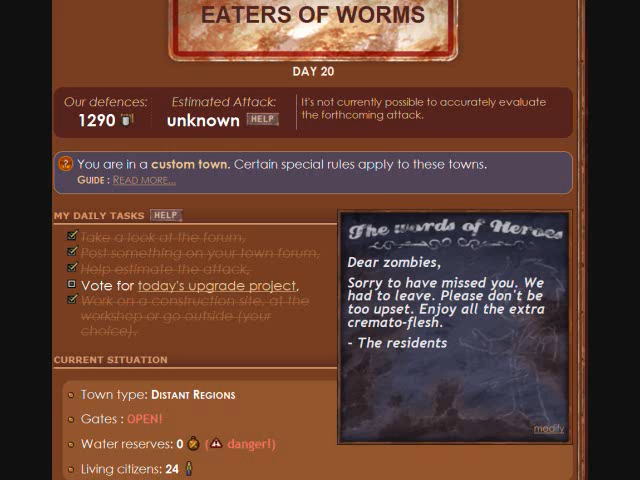 EATERS OF WORMS
DAY 20
Our defences:
1290
Estimated Attack:
unknown HELP
It's not currently possible to accurately evaluate
the forthcoming attack.
You are in a custom town. Certain special rules apply to these towns.
GUIDE : READ MORE...
MY DAILY TASKS HELP
Take a look at the forum,
Post something on your town forum,
Help estimate the attack,
Vote for today's upgrade project,
Work on a construction site, at the
workshop or go outside (your
choice).
The words of Heroes
Dear zombies,
Sorry to have missed you. We
had to leave. Please don't be
too upset. Enjoy all the extra
cremato-flesh.
- The residents
modify
CURRENT SITUATION
Town type: DISTANT REGIONS
Gates : OPEN!
Water reserves: 0 ( danger!)
Living citizens: 24